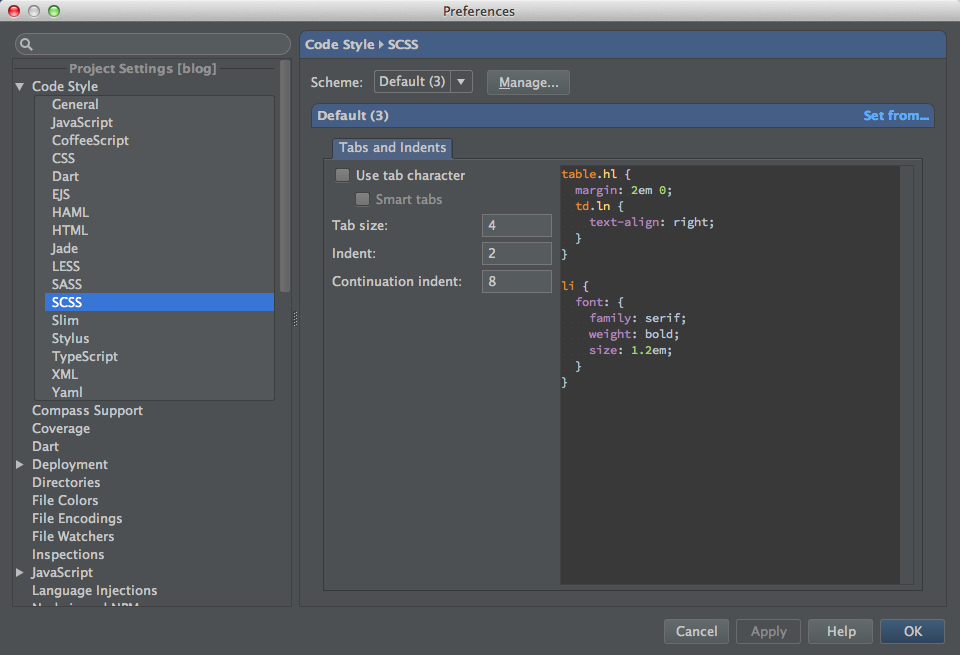 Preferences
Project Settings [blog]
Code Style
General
JavaScript
CoffeeScript
CSS
Dart
EJS
HAML
HTML
Jade
LESS
SASS
SCSS
Slim
Stylus
TypeScript
XML
Yaml
Compass Support
Coverage
Dart
Deployment
Directories
File Colors
File Encodings
File Watchers
Inspections
JavaScript
Language Injections
Code Style SCSS
Scheme: Default (3) Manage...
Default (3) Set from...
Tabs and Indents
Use tab character
Smart tabs
Tab size: 4
Indent: 2
Continuation indent: 8
table.hl {
  margin: 2em 0;
  td.ln {
    text-align: right;
  }
}
li {
  font: {
    family: serif;
    weight: bold;
    size: 1.2em;
  }
}
Cancel Apply Help OK